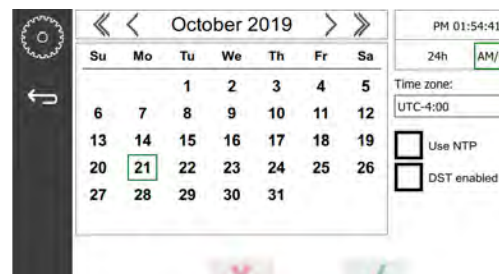 October 2019
Su Mo Tu We Th Fr Sa
1 2 3 4 5
6 7 8 9 10 11 12
13 14 15 16 17 18 19
20 21 22 23 24 25 26
27 28 29 30 31
PM 01:54:41
24h AM/
Time zone:
UTC-4:00
Use NTP
DST enabled